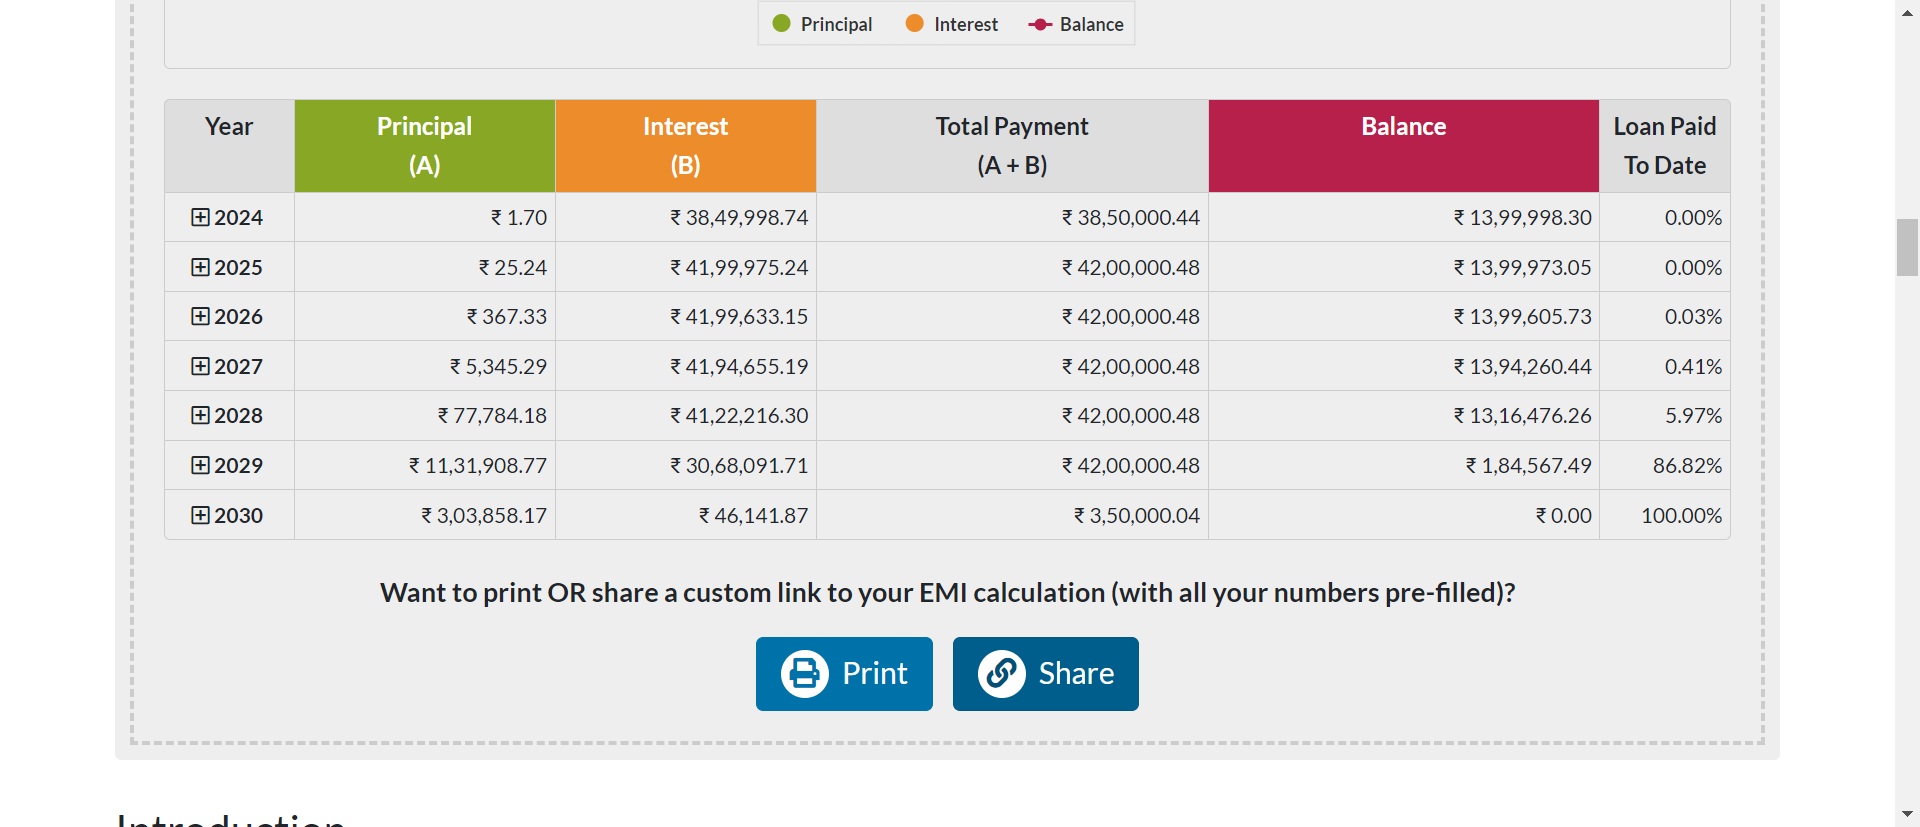 Principal Interest Balance
Year Principal (A) Interest (B) Total Payment (A + B) Balance Loan Paid To Date
2024 ₹ 1.70 ₹ 38,49,998.74 ₹ 38,50,000.44 ₹ 13,99,998.30 0.00%
2025 ₹ 25.24 ₹ 41,99,975.24 ₹ 42,00,000.48 ₹ 13,99,973.05 0.00%
2026 ₹ 367.33 ₹ 41,99,633.15 ₹ 42,00,000.48 ₹ 13,99,605.73 0.03%
2027 ₹ 5,345.29 ₹ 41,94,655.19 ₹ 42,00,000.48 ₹ 13,94,260.44 0.41%
2028 ₹ 77,784.18 ₹ 41,22,216.30 ₹ 42,00,000.48 ₹ 13,16,476.26 5.97%
2029 ₹ 11,31,908.77 ₹ 30,68,091.71 ₹ 42,00,000.48 ₹ 1,84,567.49 86.82%
2030 ₹ 3,03,858.17 ₹ 46,141.87 ₹ 3,50,000.04 ₹ 0.00 100.00%
Want to print OR share a custom link to your EMI calculation (with all your numbers pre-filled)?
Print Share
Introduction